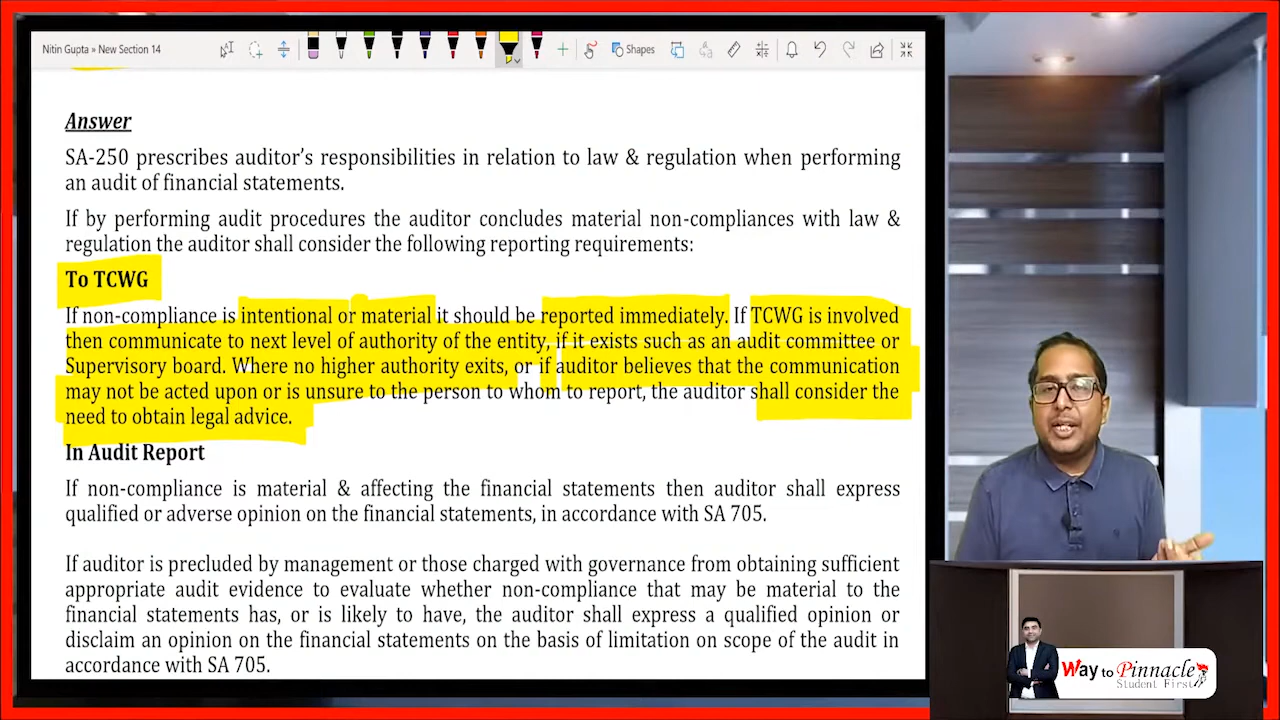 Nitin Gupta » New Section 14
Shapes
Answer
SA-250 prescribes auditor's responsibilities in relation to law & regulation when performing
an audit of financial statements.
If by performing audit procedures the auditor concludes material non-compliances with law &
regulation the auditor shall consider the following reporting requirements:
To TCWG
If non-compliance is intentional or material it should be reported immediately. If TCWG is involved
then communicate to next level of authority of the entity, if it exists such as an audit committee or
Supervisory board. Where no higher authority exits, or if auditor believes that the communication
may not be acted upon or is unsure to the person to whom to report, the auditor shall consider the
need to obtain legal advice.
In Audit Report
If non-compliance is material & affecting the financial statements then auditor shall express
qualified or adverse opinion on the financial statements, in accordance with SA 705.
If auditor is precluded by management or those charged with governance from obtaining sufficient
appropriate audit evidence to evaluate whether non-compliance that may be material to the
financial statements has, or is likely to have, the auditor shall express a qualified opinion or
disclaim an opinion on the financial statements on the basis of limitation on scope of the audit in
accordance with SA 705.
Way to Pinnacle
Student First